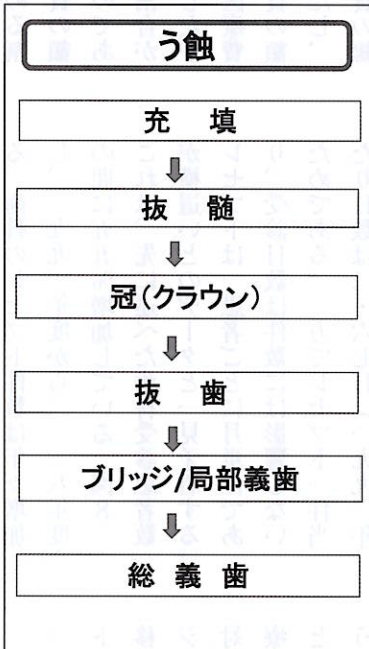 う蝕
充 填
抜 髄
冠(クラウン)
抜 歯
ブリッジ/局部義歯
総 義 歯